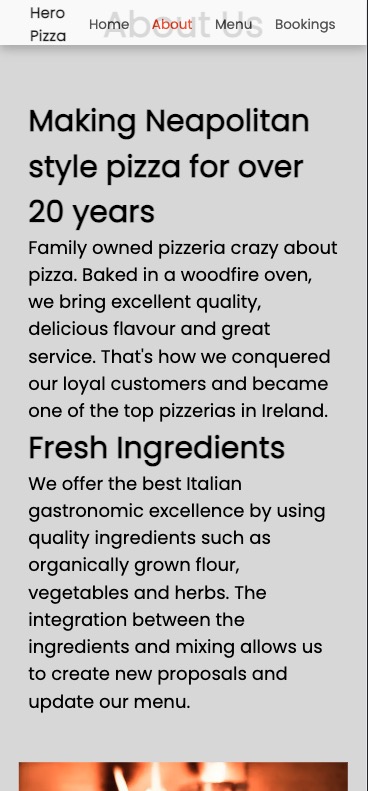 Hero
Pizza
Home About Menu Bookings
About Us
Making Neapolitan
style pizza for over
20 years
Family owned pizzeria crazy about
pizza. Baked in a woodfire oven,
we bring excellent quality,
delicious flavour and great
service. That's how we conquered
our loyal customers and became
one of the top pizzerias in Ireland.
Fresh Ingredients
We offer the best Italian
gastronomic excellence by using
quality ingredients such as
organically grown flour,
vegetables and herbs. The
integration between the
ingredients and mixing allows us
to create new proposals and
update our menu.